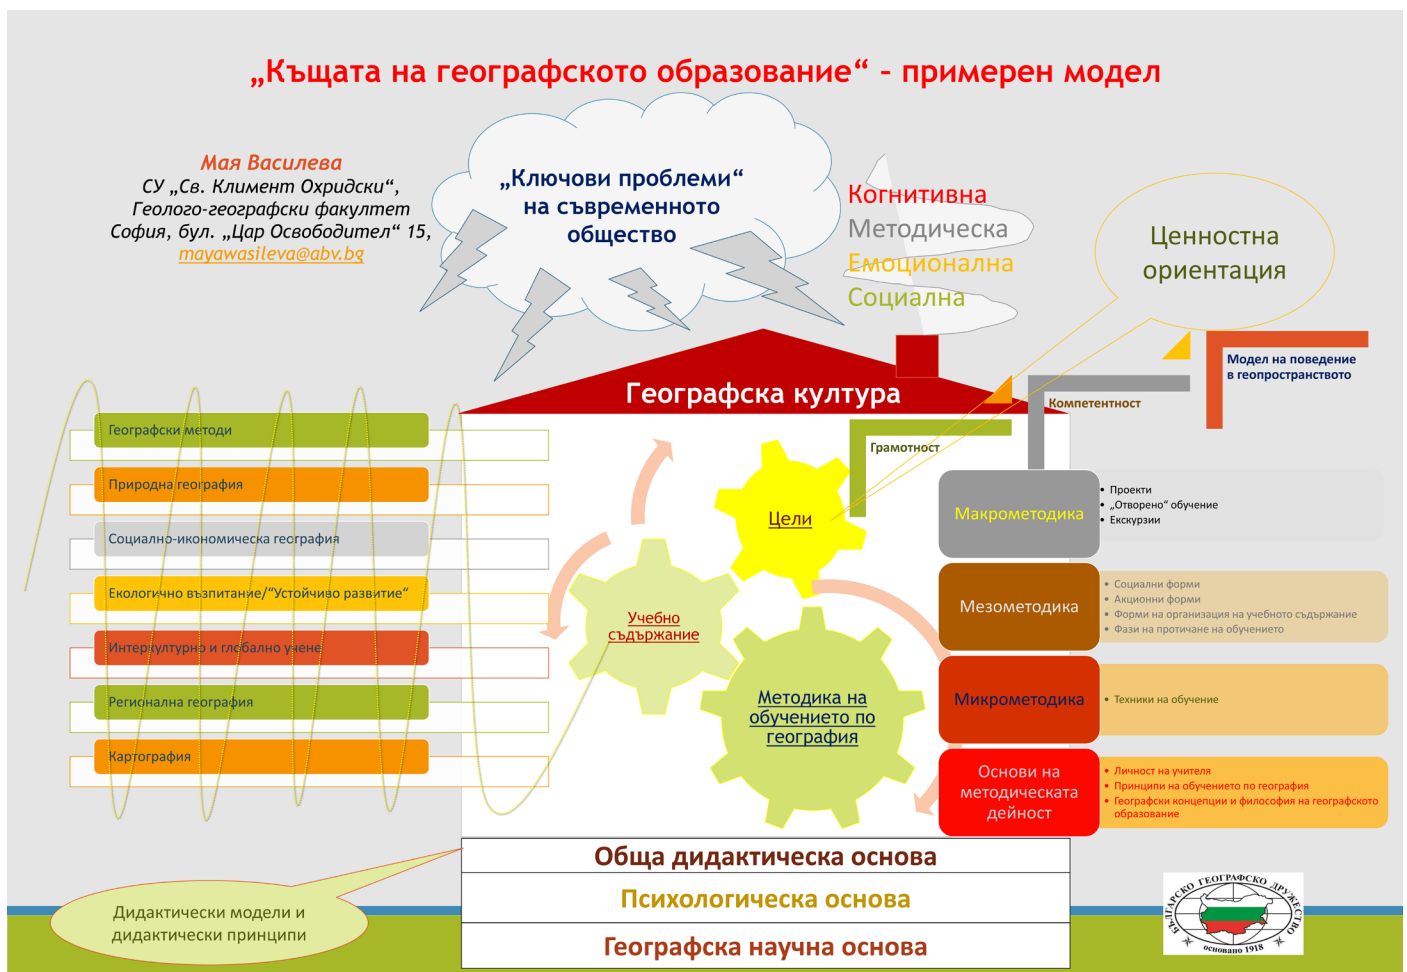 „Къщата на географското образование“ – примерен модел
Мая Василева
СУ „Св. Климент Охридски“,
Геолого-географски факултет
София, бул. „Цар Освободител“ 15,
mayawasileva@abv.bg
„Ключови проблеми“
на съвременното
общество
Когнитивна
Методическа
Емоционална
Социална
Ценностна
ориентация
Модел на поведение
в геопространството
Компетентност
Грамотност
Географска култура
Географски методи
Природна география
Социално-икономическа география
Екологично възпитание/“Устойчиво развитие“
Интеркултурно и глобално учене
Регионална география
Картография
Цели
Учебно
съдържание
Методика на
обучението по
география
Макрометодика
• Проекти
• „Отворено“ обучение
• Екскурзии
Мезометодика
• Социални форми
• Акционни форми
• Форми на организация на учебното съдържание
• Фази на протичане на обучението
Микрометодика
• Техники на обучение
Основи на
методическата
дейност
• Личност на учителя
• Принципи на обучението по география
• Географски концепции и философия на географското
образование
Обща дидактическа основа
Психологическа основа
Географска научна основа
Дидактически модели и
дидактически принципи
БЪЛГАРСКО ГЕОГРАФСКО ДРУЖЕСТВО
основано 1918